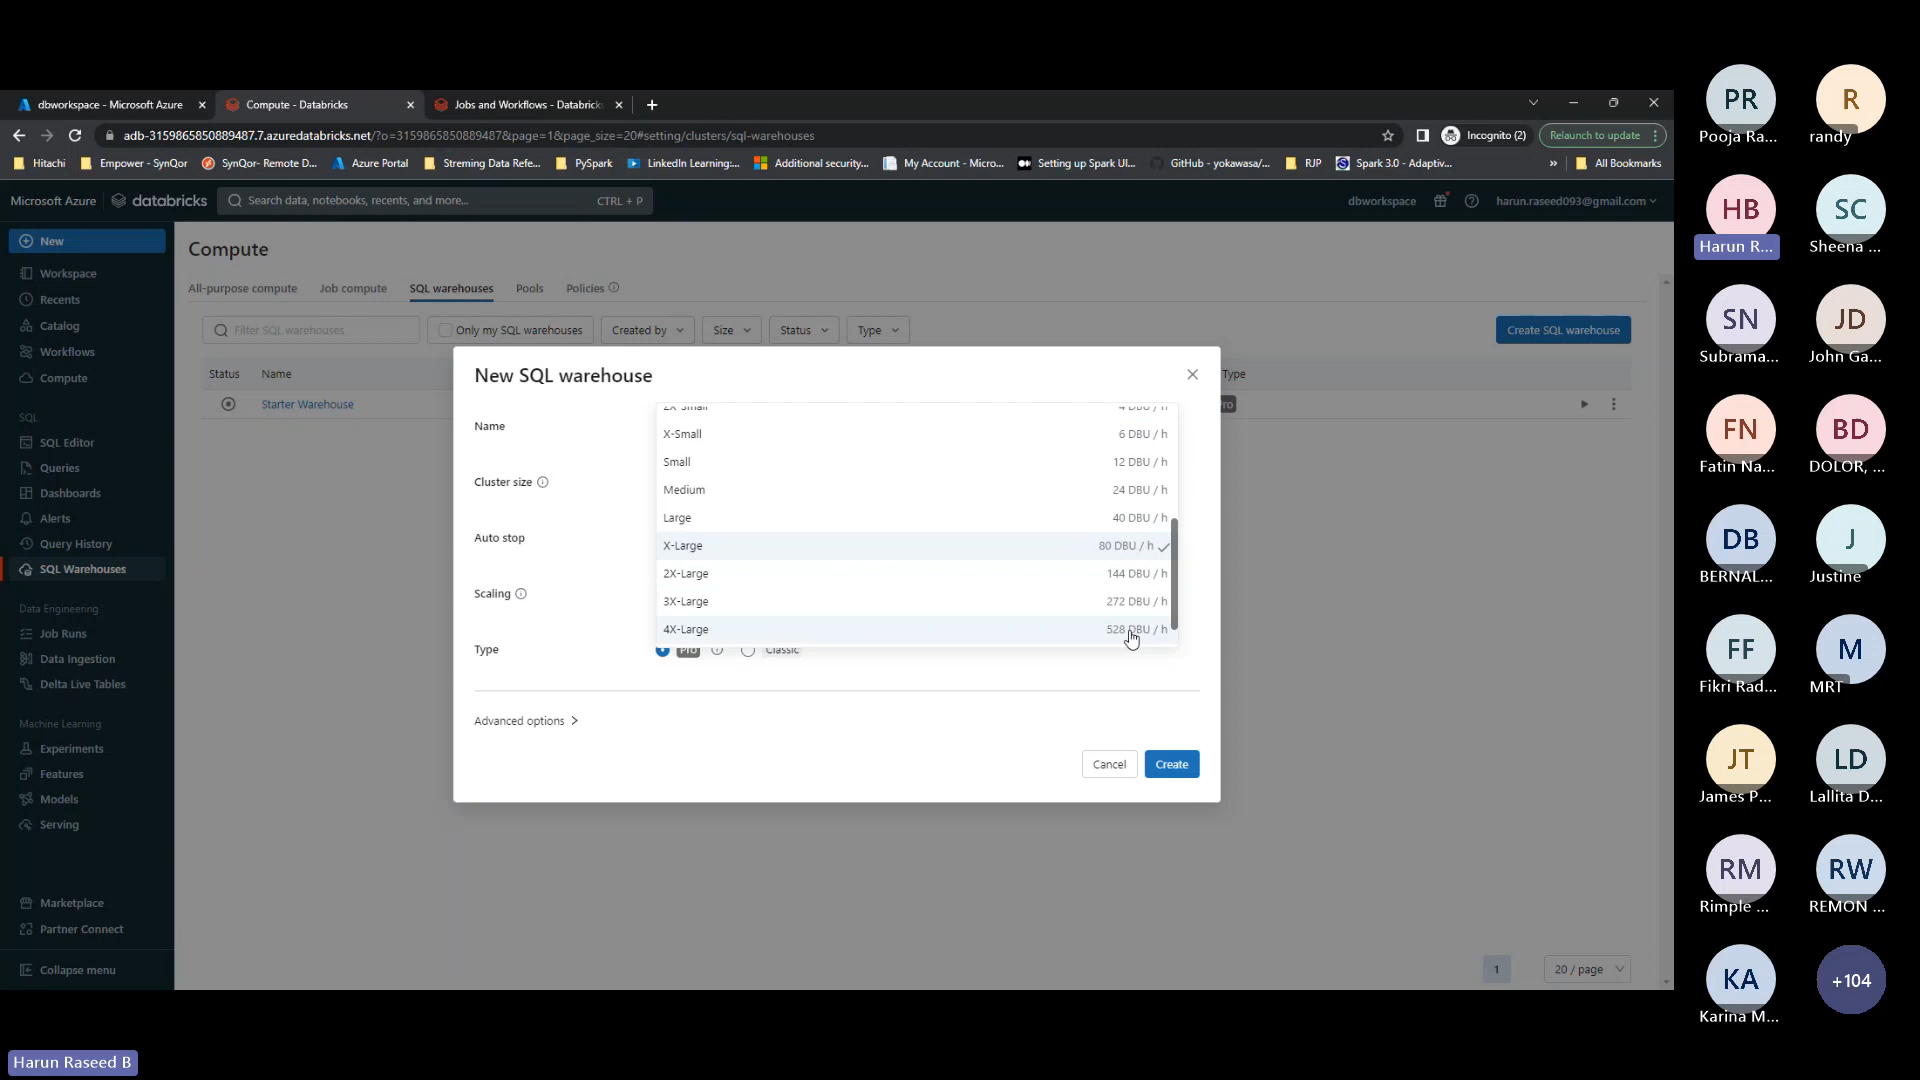 dbworkspace - Microsoft Azure
Compute - Databricks
Jobs and Workflows - Databricks
adb-3159865850889487.7.azuredatabricks.net/?o=3159865850889487&page=1&page_size=20#setting/clusters/sql-warehouses
Incognito (2)
Relaunch to update
Hitachi
Empower - SynQor
SynQor- Remote D...
Azure Portal
Streming Data Refe...
PySpark
LinkedIn Learning:...
Additional security...
My Account - Micro...
Setting up Spark UI...
GitHub - yokawasa/...
RJP
Spark 3.0 - Adaptiv...
»
All Bookmarks
Microsoft Azure
databricks
Search data, notebooks, recents, and more...
CTRL + P
dbworkspace
harun.raseed093@gmail.com
New
Workspace
Recents
Catalog
Workflows
Compute
SQL
SQL Editor
Queries
Dashboards
Alerts
Query History
SQL Warehouses
Data Engineering
Job Runs
Data Ingestion
Delta Live Tables
Machine Learning
Experiments
Features
Models
Serving
Marketplace
Partner Connect
Collapse menu
Compute
All-purpose compute
Job compute
SQL warehouses
Pools
Policies
Filter SQL warehouses
Only my SQL warehouses
Created by
Size
Status
Type
Create SQL warehouse
Status
Name
Type
Starter Warehouse
New SQL warehouse
Name
Cluster size
Auto stop
Scaling
Type
2X-Small 4 DBU / h
X-Small 6 DBU / h
Small 12 DBU / h
Medium 24 DBU / h
Large 40 DBU / h
X-Large 80 DBU / h
2X-Large 144 DBU / h
3X-Large 272 DBU / h
4X-Large 528 DBU / h
Pro
Classic
Advanced options
Cancel
Create
1
20 / page
PR
Pooja Ra...
R
randy
HB
Harun R...
SC
Sheena ...
SN
Subrama...
JD
John Ga...
FN
Fatin Na...
BD
DOLOR, ...
DB
BERNAL...
J
Justine
FF
Fikri Rad...
M
MRT
JT
James P...
LD
Lallita D...
RM
Rimple ...
RW
REMON ...
KA
Karina M...
+104
Harun Raseed B